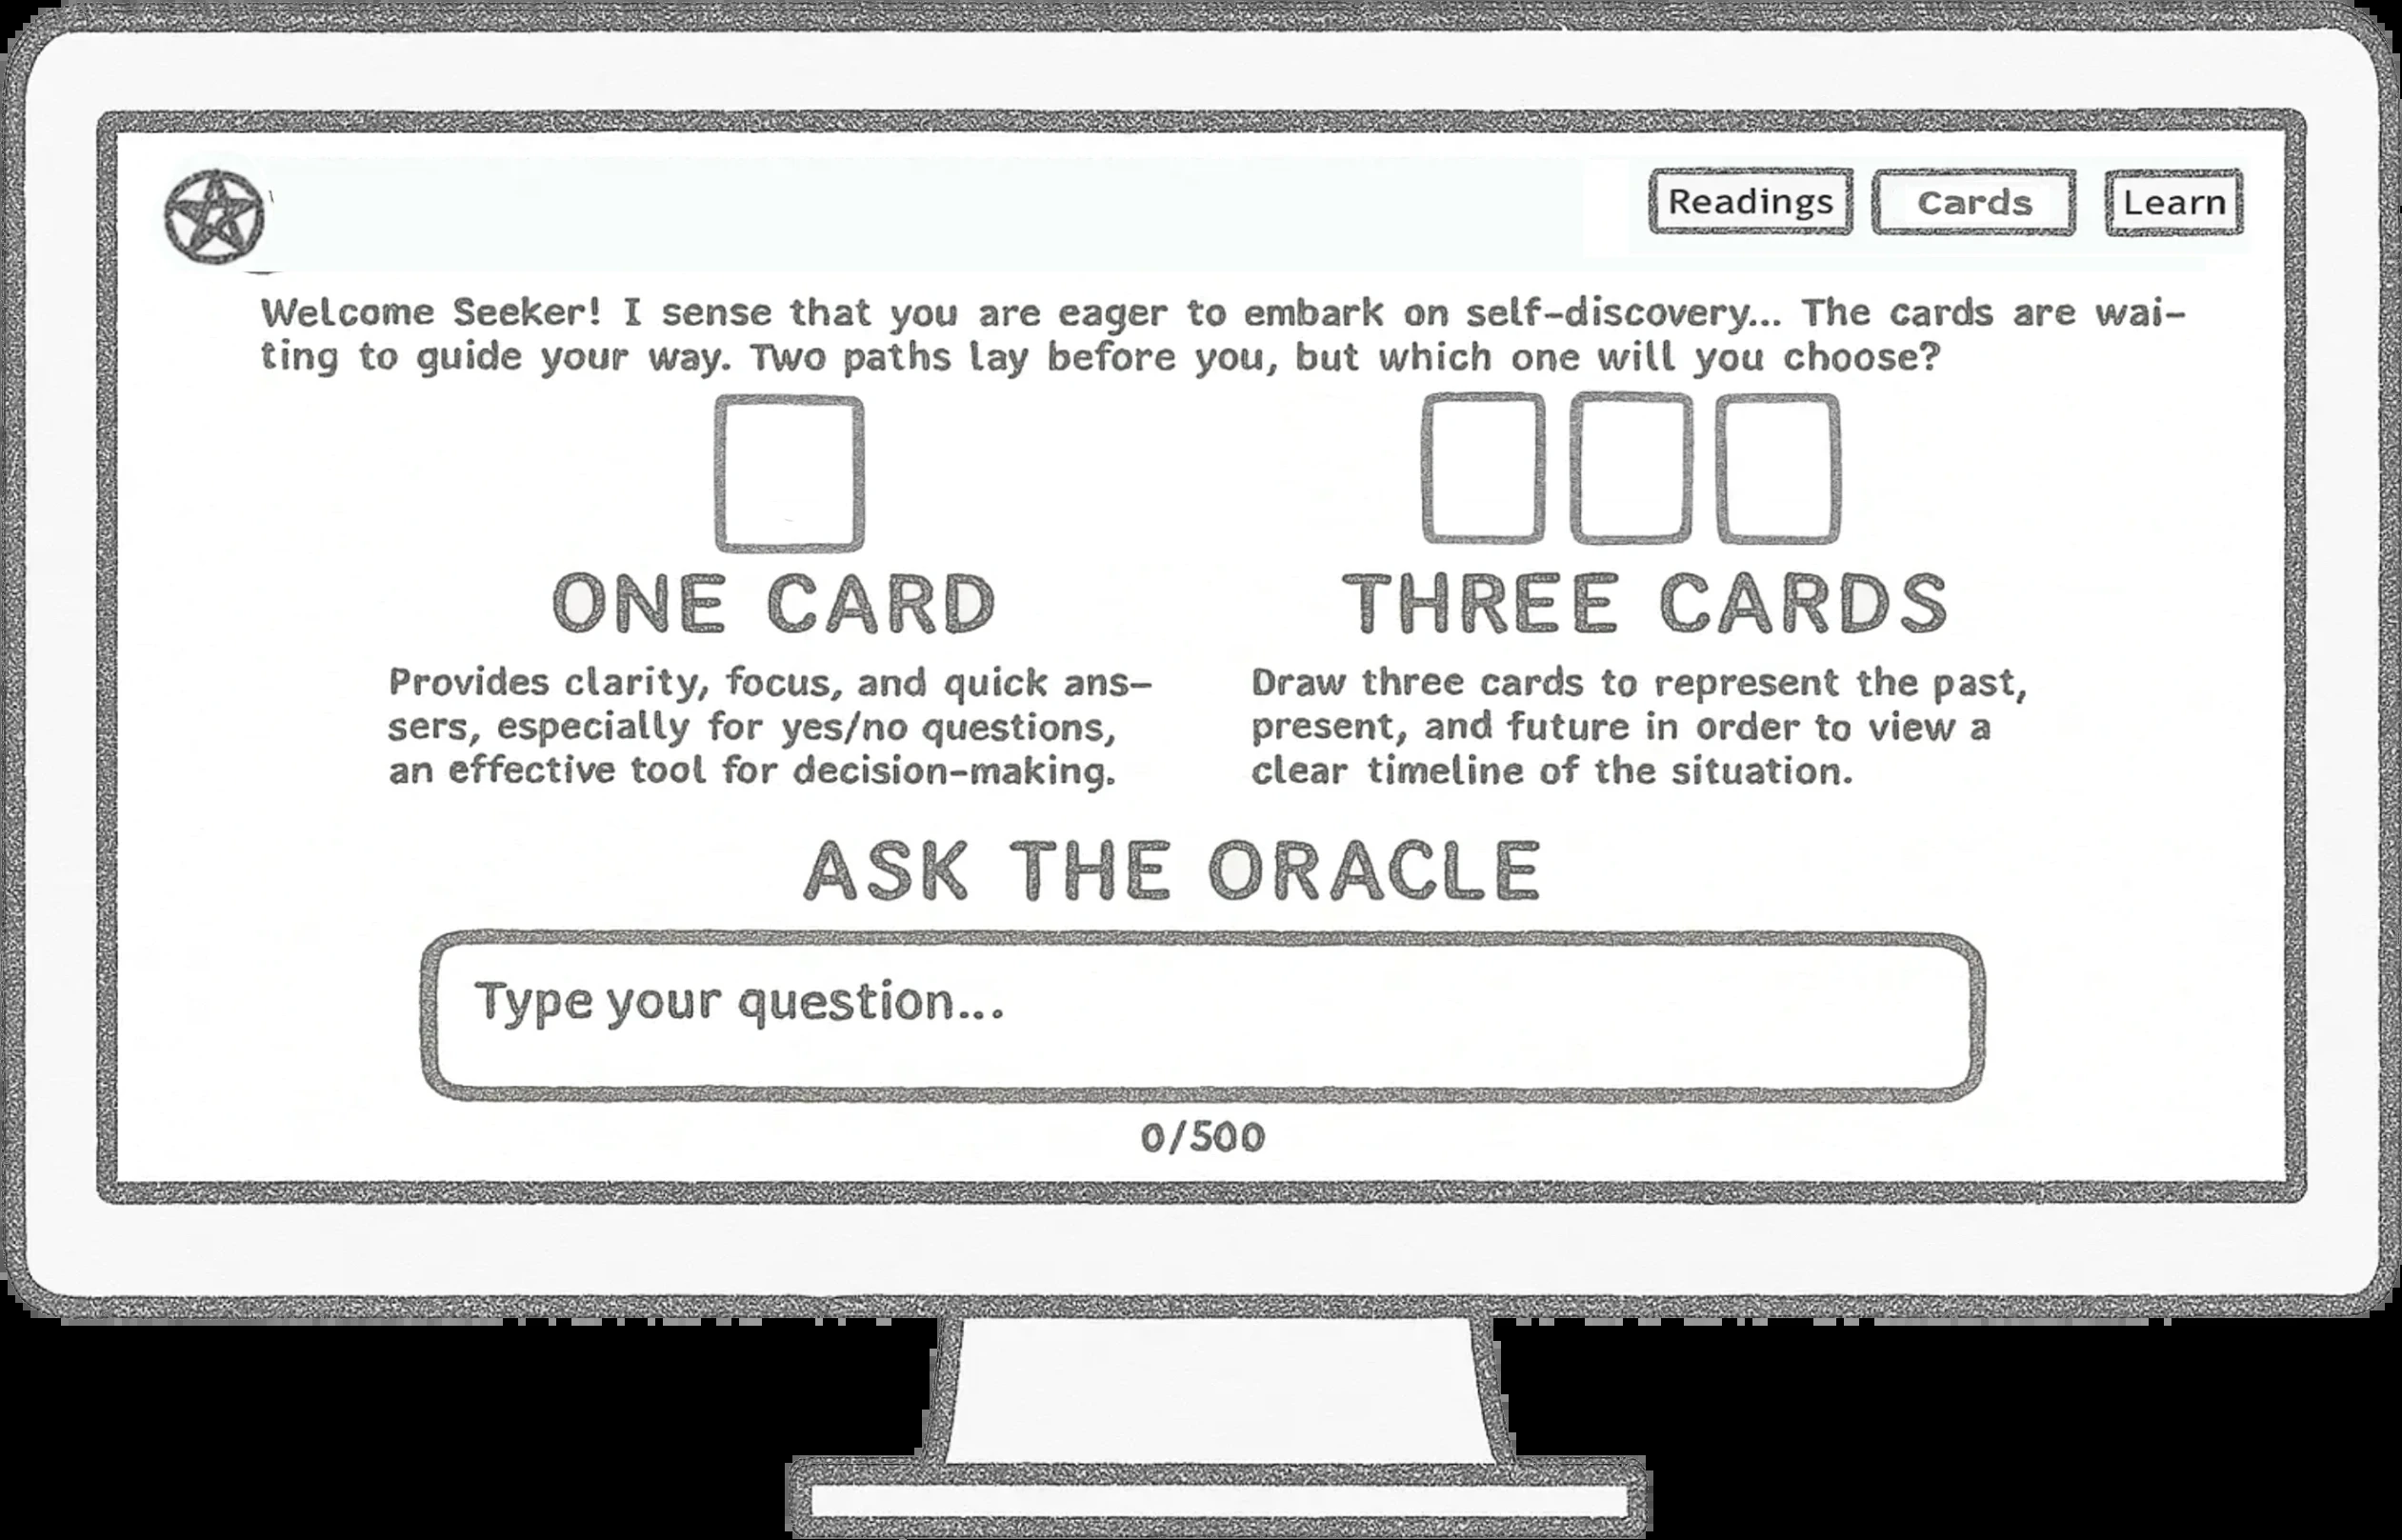 Readings Cards Learn
Welcome Seeker! I sense that you are eager to embark on self-discovery... The cards are wai-
ting to guide your way. Two paths lay before you, but which one will you choose?
ONE CARD
Provides clarity, focus, and quick ans-
sers, especially for yes/no questions,
an effective tool for decision-making.
THREE CARDS
Draw three cards to represent the past,
present, and future in order to view a
clear timeline of the situation.
ASK THE ORACLE
Type your question...
0/500